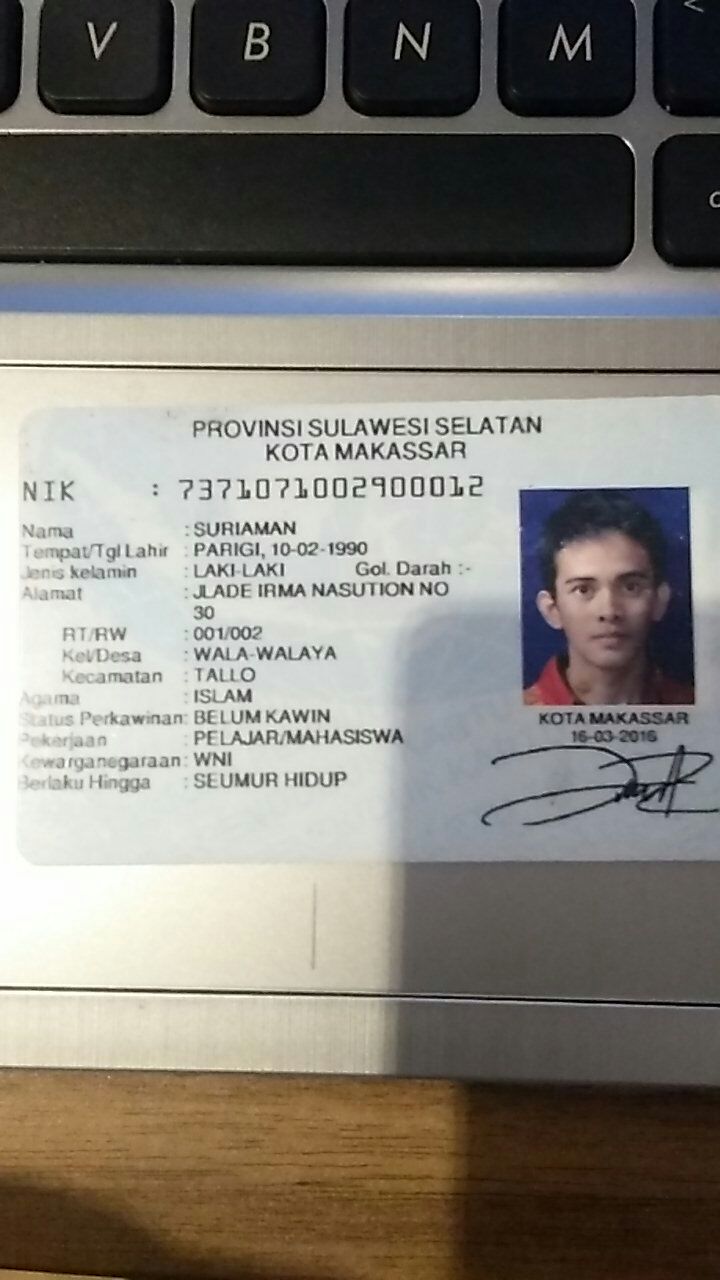 V B N M <
PROVINSI SULAWESI SELATAN
KOTA MAKASSAR
NIK : 7371071002900012
Nama : SURIAMAN
Tempat/Tgl Lahir : PARIGI, 10-02-1990
Jenis kelamin : LAKI-LAKI Gol. Darah :-
Alamat : JLADE IRMA NASUTION NO
30
RT/RW : 001/002
Kel/Desa : WALA-WALAYA
Kecamatan : TALLO
Agama : ISLAM
Status Perkawinan: BELUM KAWIN
Pekerjaan : PELAJAR/MAHASISWA
Kewarganegaraan: WNI
Berlaku Hingga : SEUMUR HIDUP
KOTA MAKASSAR
16-03-2016